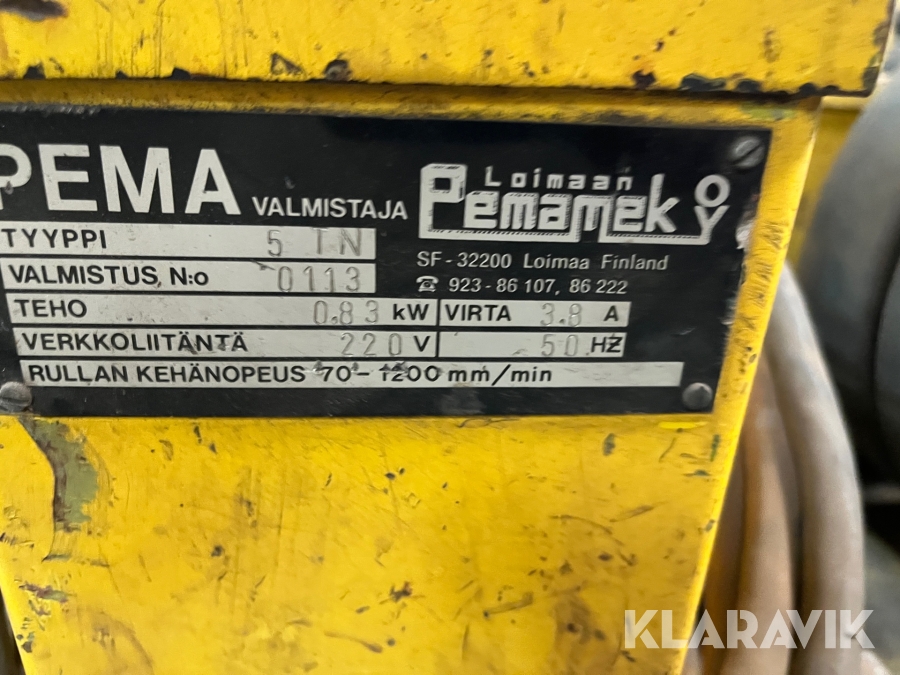 PEMA VALMISTAJA
Loimaan
Pemamek OY
SF - 32200 Loimaa Finland
☎ 923 - 86 107, 86 222
TYYPPI 5 TN
VALMISTUS, N:o 0113
TEHO 0.83 kW VIRTA 3.8 A
VERKKOLIITÄNTÄ 220 V 50 HZ
RULLAN KEHÄNOPEUS 70 - 1200 mm/min
KLARAVIK